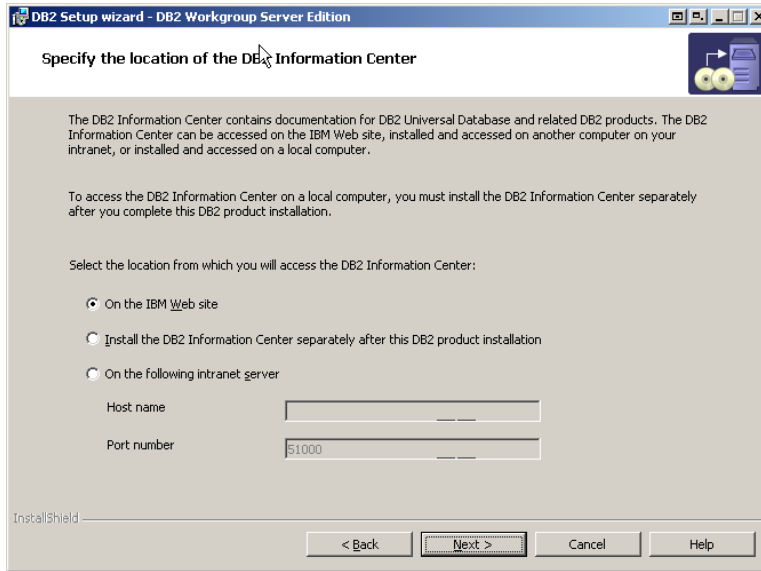 DB2 Setup wizard - DB2 Workgroup Server Edition
Specify the location of the DB2 Information Center
The DB2 Information Center contains documentation for DB2 Universal Database and related DB2 products. The DB2
Information Center can be accessed on the IBM Web site, installed and accessed on another computer on your
intranet, or installed and accessed on a local computer.
To access the DB2 Information Center on a local computer, you must install the DB2 Information Center separately
after you complete this DB2 product installation.
Select the location from which you will access the DB2 Information Center:
On the IBM Web site
Install the DB2 Information Center separately after this DB2 product installation
On the following intranet server
Host name
Port number
51000
InstallShield
< Back
Next >
Cancel
Help